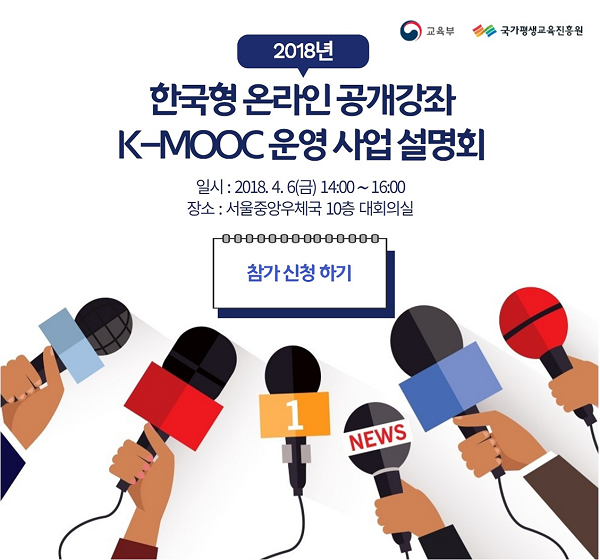 교육부 국가평생교육진흥원
2018년
한국형 온라인 공개강좌
K-MOOC 운영 사업 설명회
일시 : 2018. 4. 6(금) 14:00 ~ 16:00
장소 : 서울중앙우체국 10층 대회의실
참가 신청 하기
1
NEWS